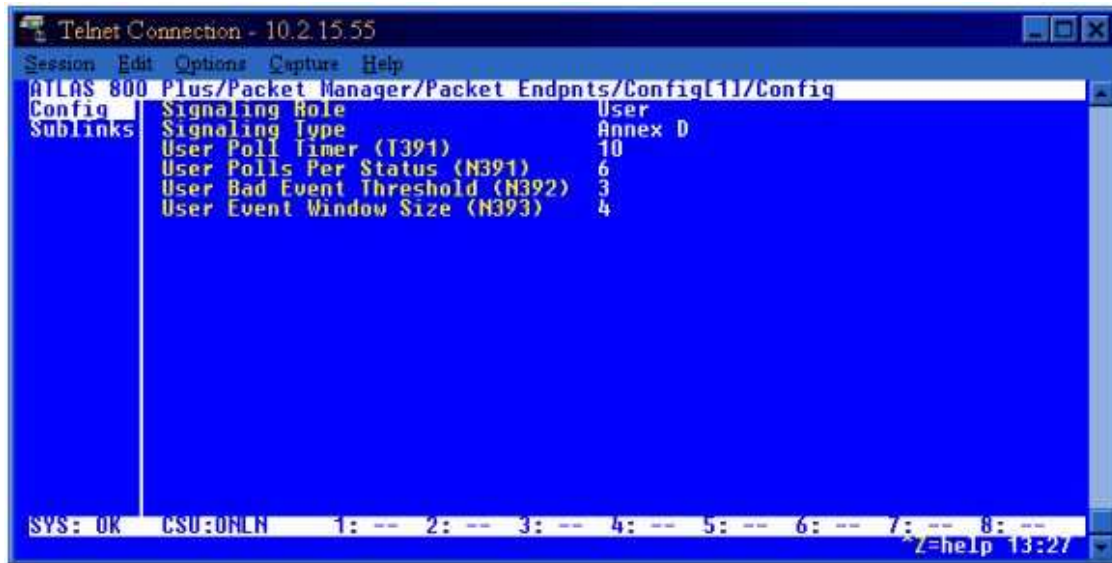 Telnet Connection - 10.2.15.55
Session Edit Options Capture Help
ATLAS 800 Plus/Packet Manager/Packet Endpnts/Config[1]/Config
Config Signaling Role User
Sublinks Signaling Type Annex D
User Poll Timer (T391) 10
User Polls Per Status (N391) 6
User Bad Event Threshold (N392) 3
User Event Window Size (N393) 4
SYS: OK CSU:ONLN 1: -- 2: -- 3: -- 4: -- 5: -- 6: -- 7: -- 8: --
^Z=help 13:27